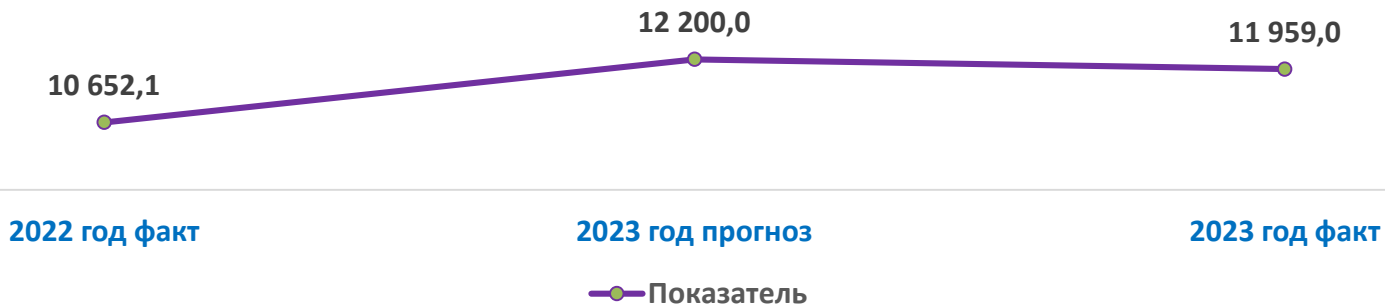 12 200,0
11 959,0
10 652,1
2022 год факт
2023 год прогноз
2023 год факт
Показатель